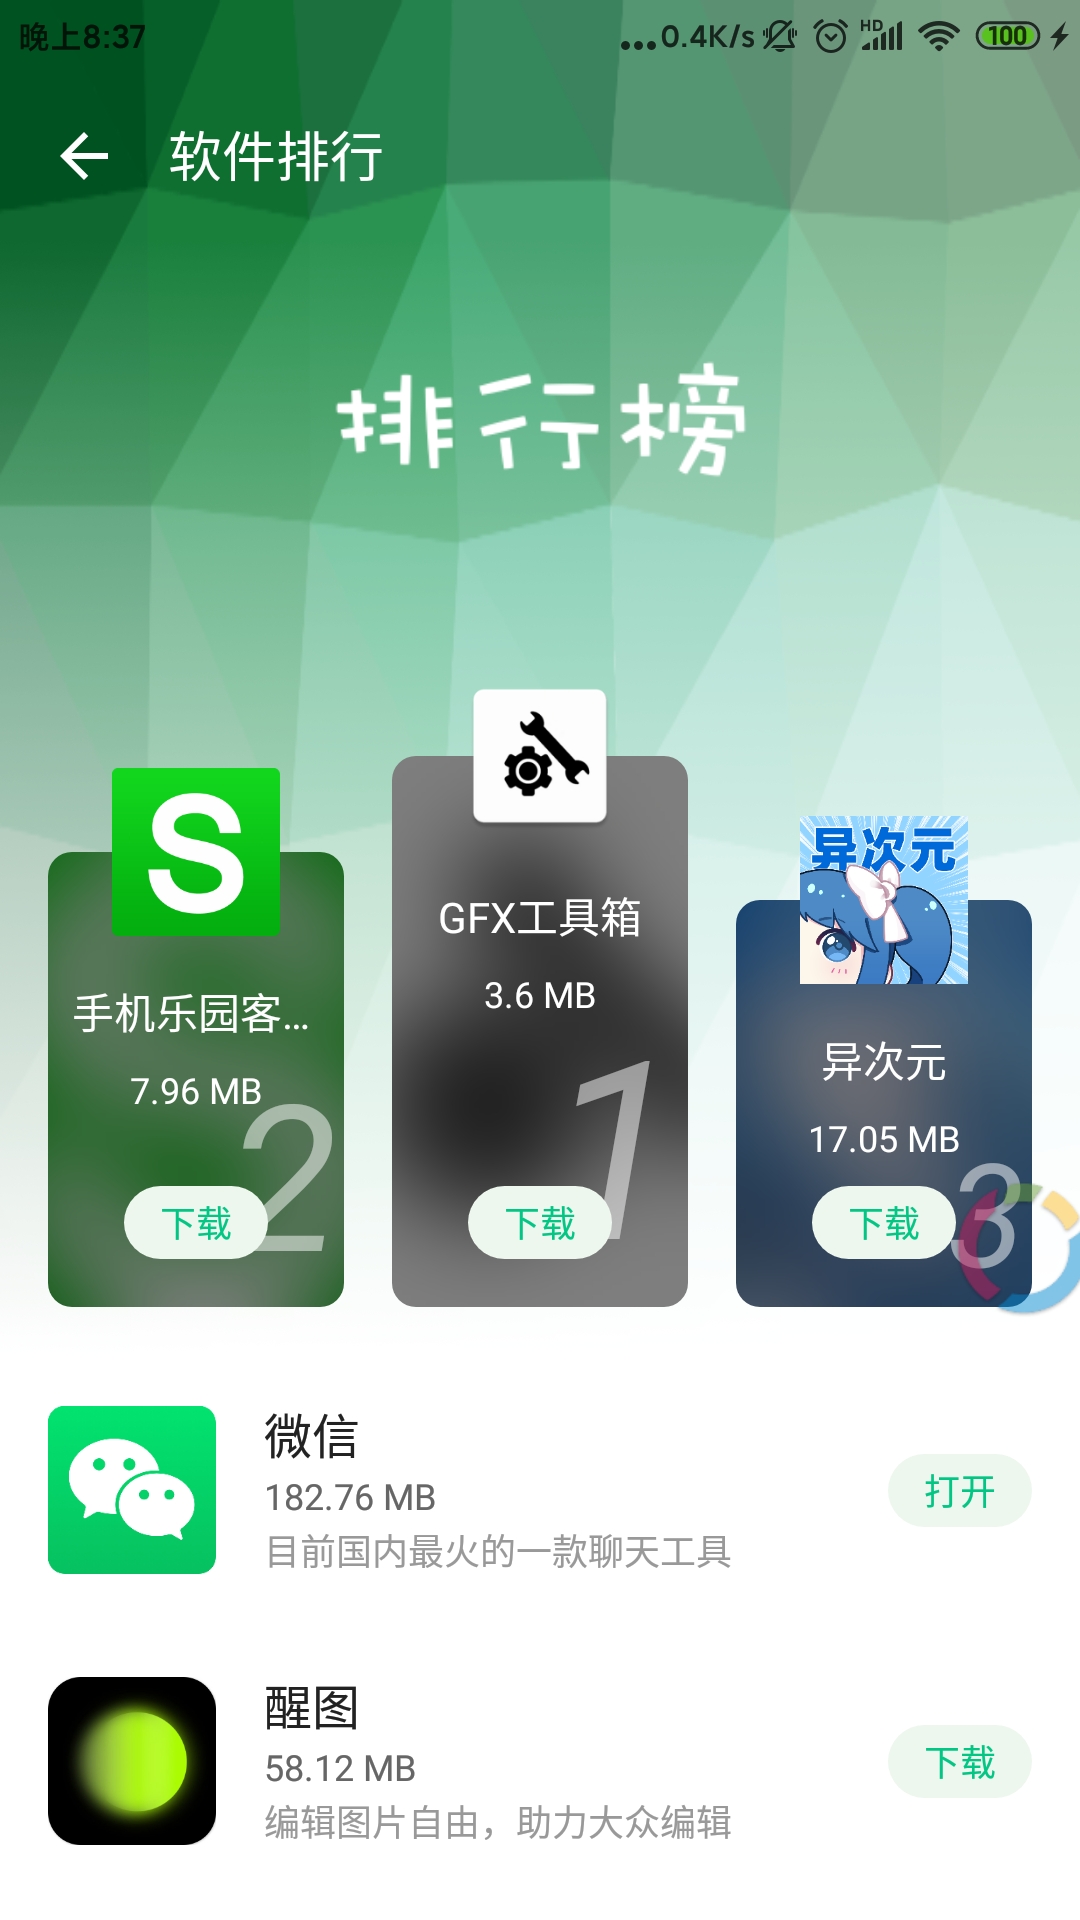 晚上8:37
...0.4K/s
HD
100
软件排行
排行榜
S
手机乐园客...
7.96 MB
2
下载
GFX工具箱
3.6 MB
1
下载
异次元
异次元
17.05 MB
3
下载
微信
182.76 MB
目前国内最火的一款聊天工具
打开
醒图
58.12 MB
编辑图片自由，助力大众编辑
下载